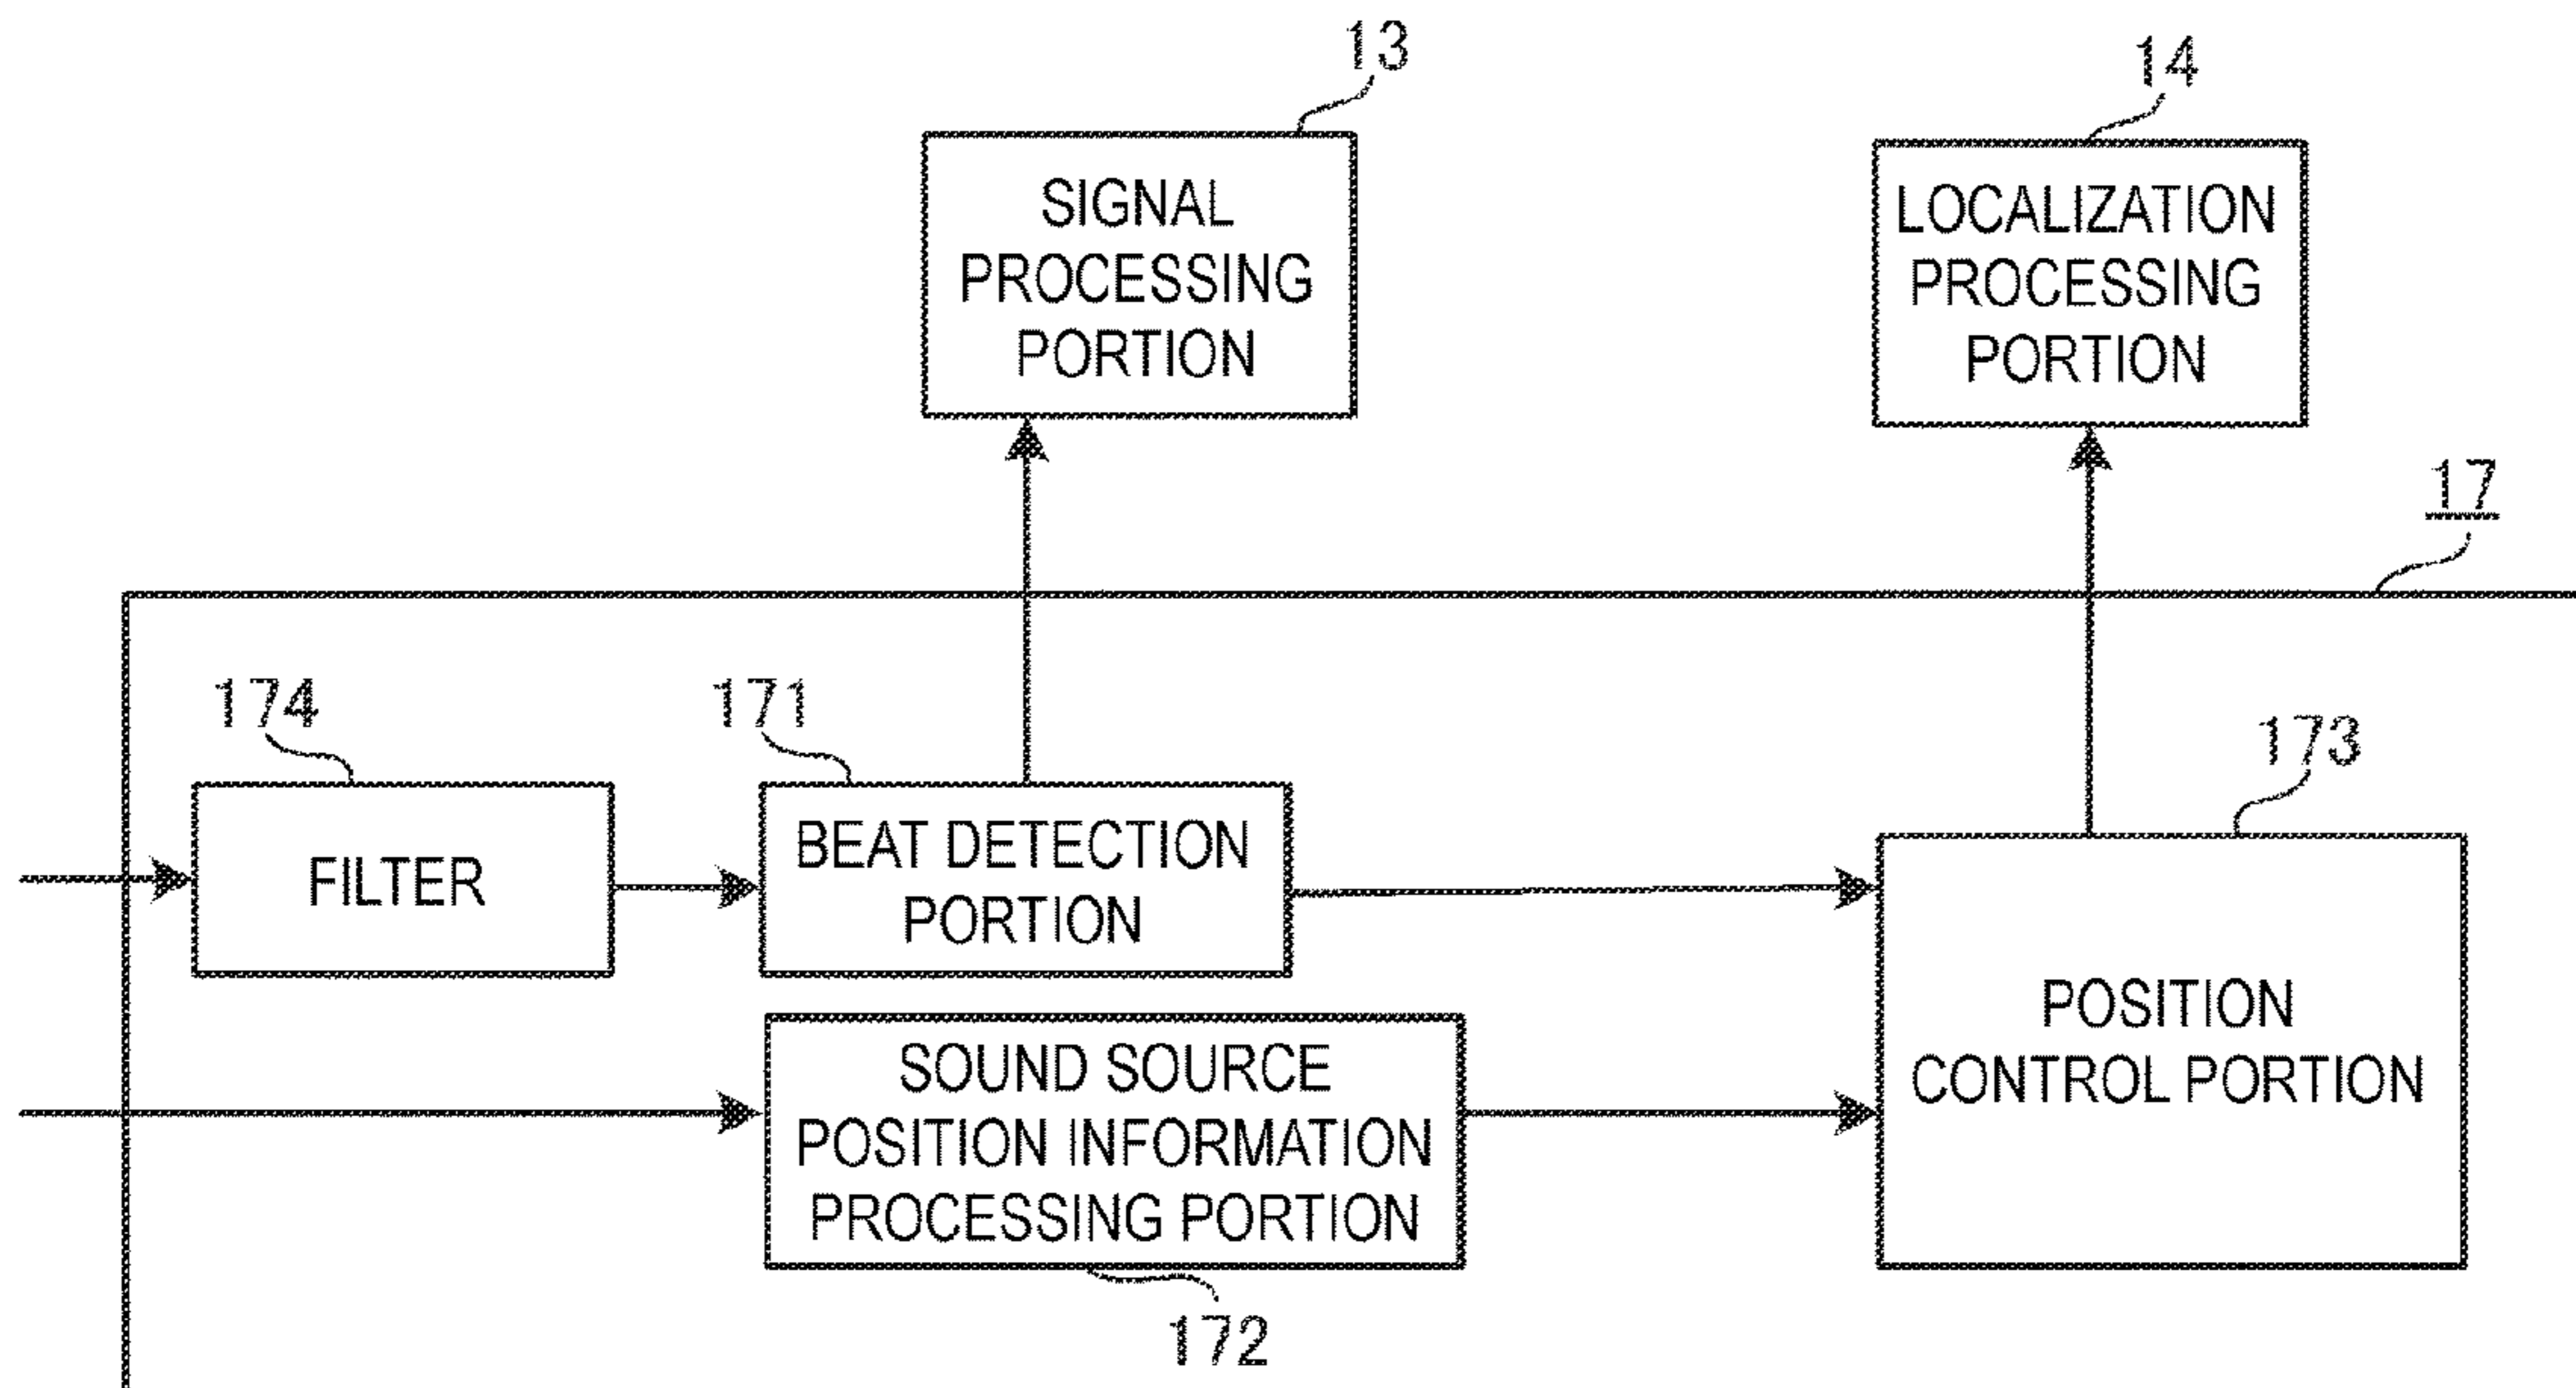 13
14
SIGNAL
PROCESSING
PORTION
LOCALIZATION
PROCESSING
PORTION
17
174
171
173
FILTER
BEAT DETECTION
PORTION
POSITION
CONTROL PORTION
SOUND SOURCE
POSITION INFORMATION
PROCESSING PORTION
172